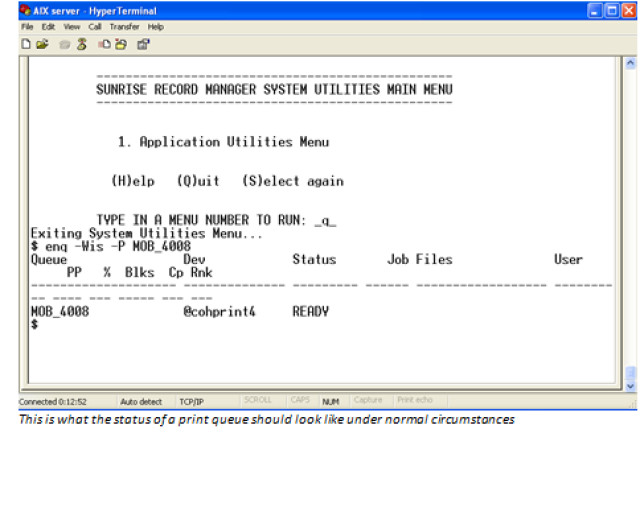 AIX server - HyperTerminal
File Edit View Call Transfer Help
SUNRISE RECORD MANAGER SYSTEM UTILITIES MAIN MENU
1. Application Utilities Menu
(H)elp (Q)uit (S)elect again
TYPE IN A MENU NUMBER TO RUN: _q_
Exiting System Utilities Menu...
$ enq -Wis -P MOB_4008
Queue Dev Status Job Files User
PP % Blks Cp Rnk
-------------------- -------------- --------- ------ ------------------ --------
-- ---- --- ----- --- ---
MOB_4008 @cohprint4 READY
$
Connected 0:12:52 Auto detect TCP/IP SCROLL CAPS NUM Capture Print echo
This is what the status of a print queue should look like under normal circumstances